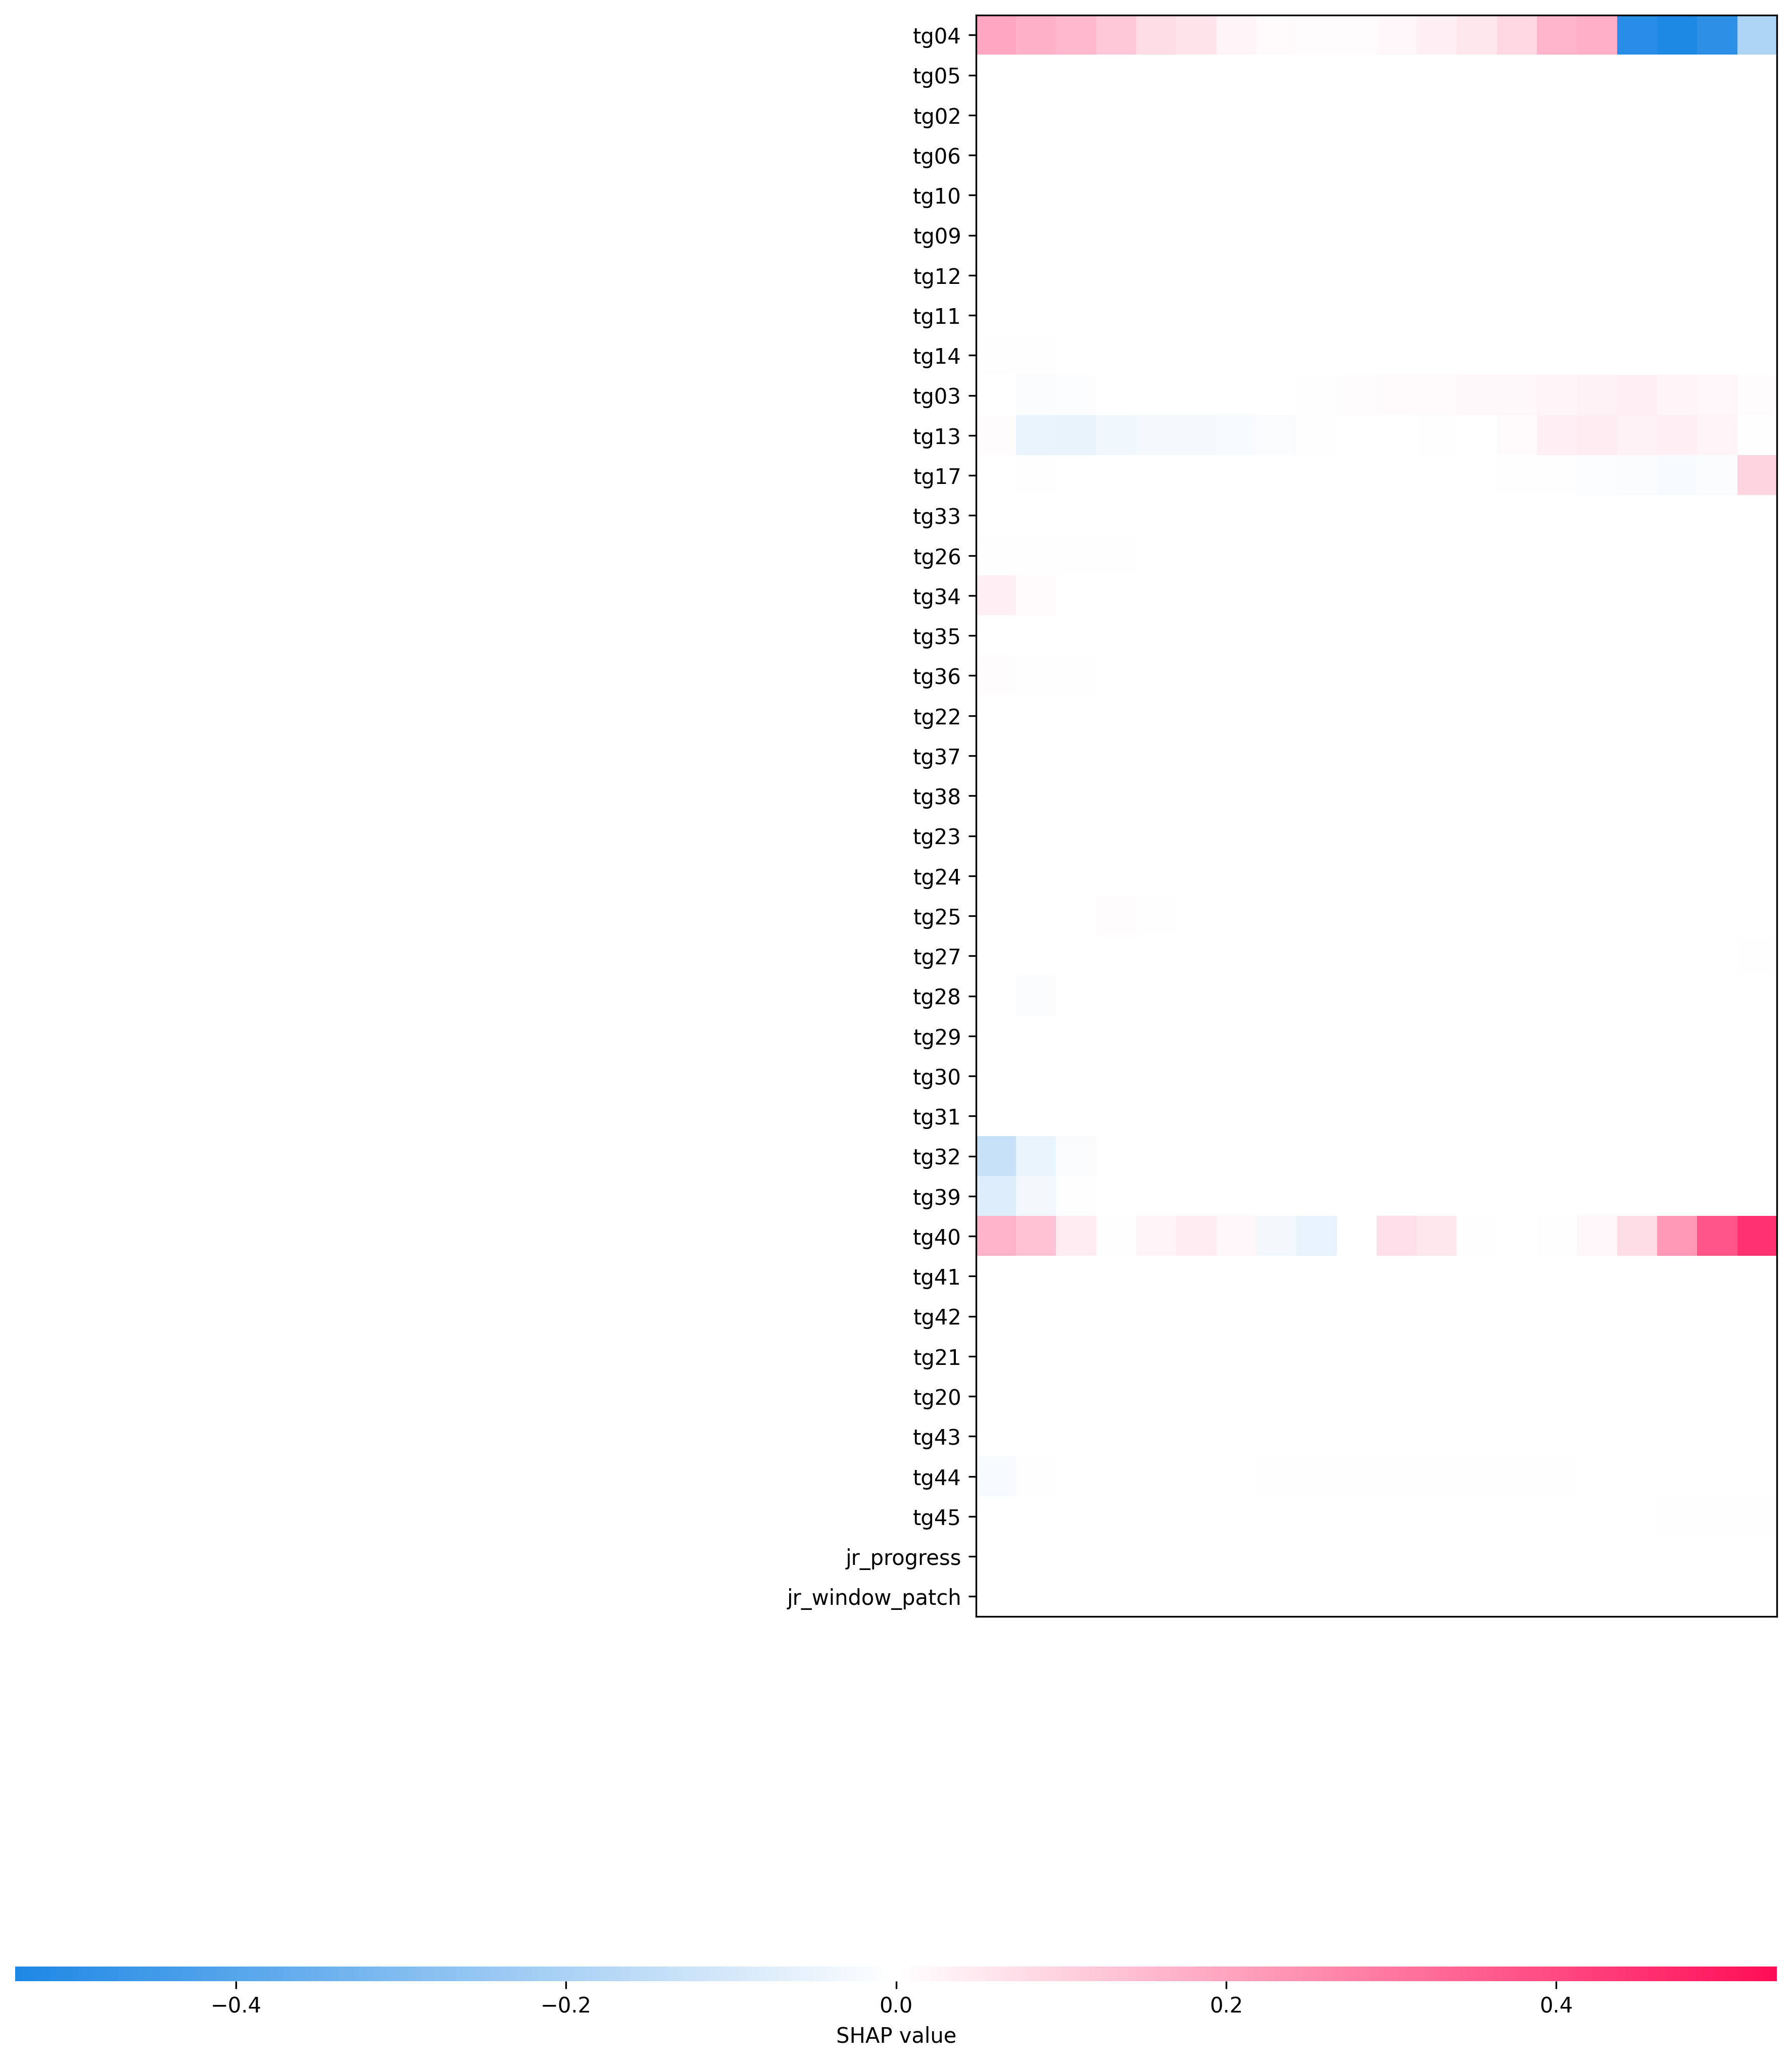 tg04
tg05
tg02
tg06
tg10
tg09
tg12
tg11
tg14
tg03
tg13
tg17
tg33
tg26
tg34
tg35
tg36
tg22
tg37
tg38
tg23
tg24
tg25
tg27
tg28
tg29
tg30
tg31
tg32
tg39
tg40
tg41
tg42
tg21
tg20
tg43
tg44
tg45
jr_progress
jr_window_patch
−0.4 −0.2 0.0 0.2 0.4
SHAP value